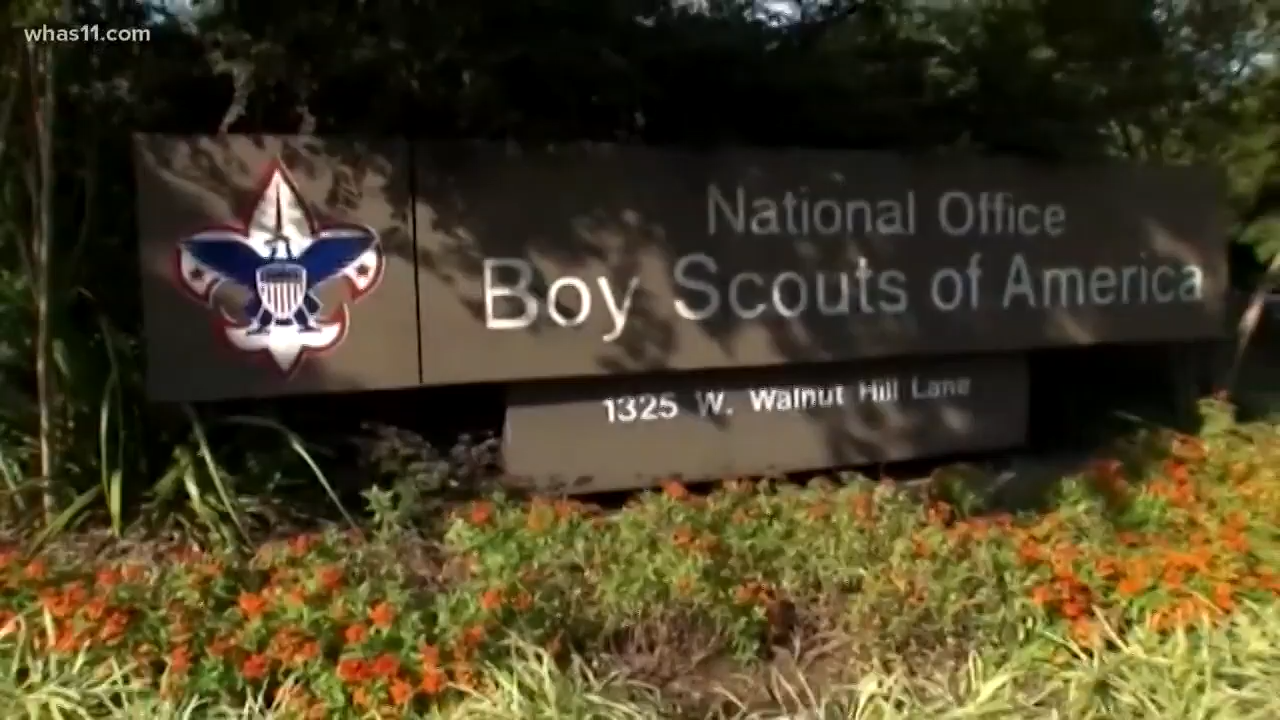 whas11.com
National Office
Boy Scouts of America
1325 W. Walnut Hill Lane